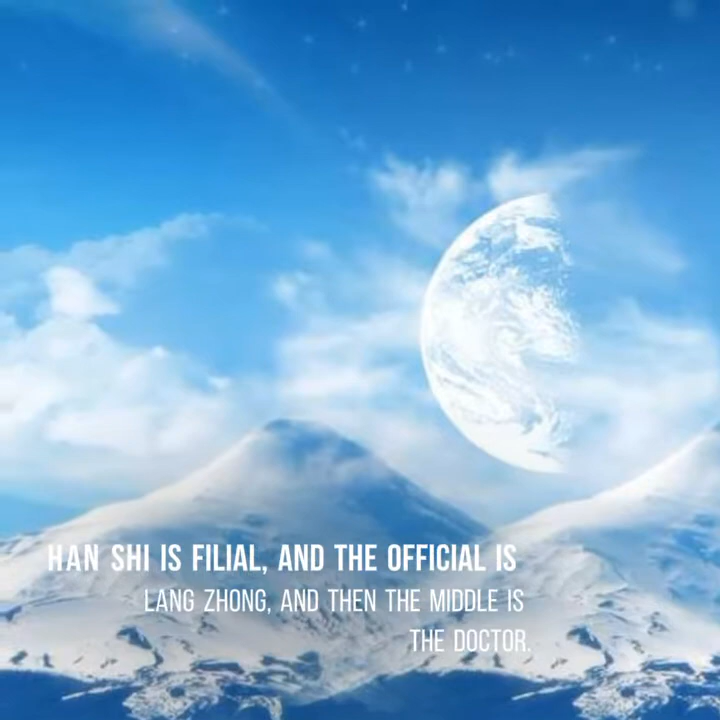 HAN SHI IS FILIAL, AND THE OFFICIAL IS
LANG ZHONG, AND THEN THE MIDDLE IS
THE DOCTOR.